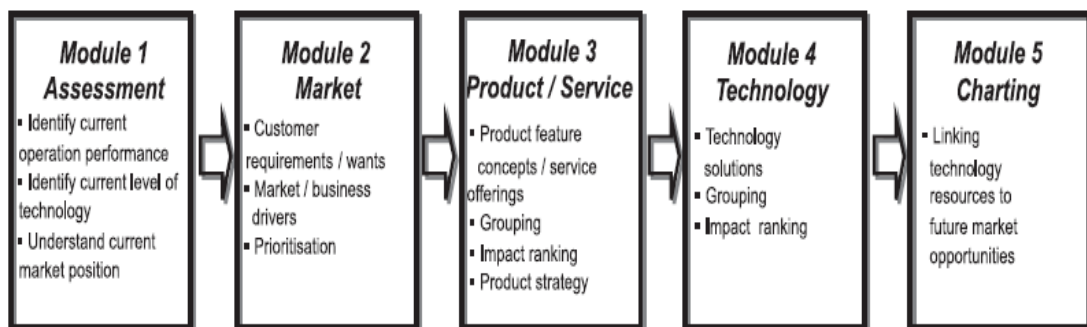 Module 1
Assessment
▪ Identify current
operation performance
▪ Identify current level of
technology
▪ Understand current
market position
Module 2
Market
▪ Customer
requirements / wants
▪ Market / business
drivers
▪ Prioritisation
Module 3
Product / Service
▪ Product feature
concepts / service
offerings
▪ Grouping
▪ Impact ranking
▪ Product strategy
Module 4
Technology
▪ Technology
solutions
▪ Grouping
▪ Impact ranking
Module 5
Charting
▪ Linking
technology
resources to
future market
opportunities